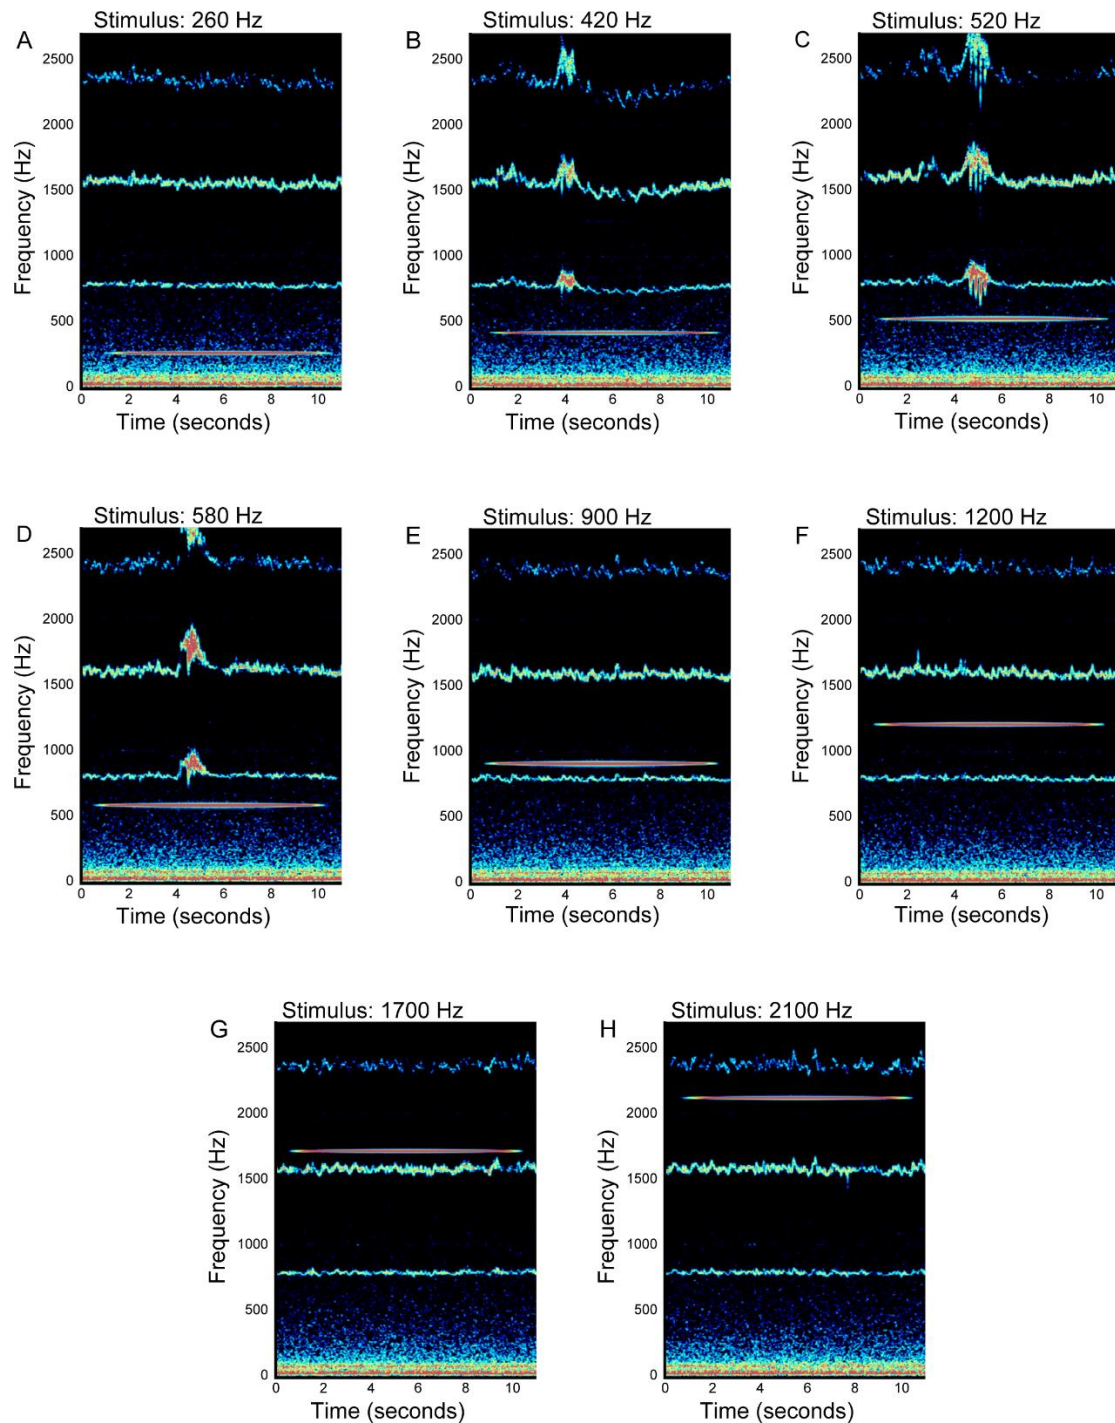 Stimulus: 260 Hz
A
2500
2000
1500
1000
500
0
Frequency (Hz)
0 2 4 6 8 10
Time (seconds)
Stimulus: 420 Hz
B
2500
2000
1500
1000
500
0
Frequency (Hz)
0 2 4 6 8 10
Time (seconds)
Stimulus: 520 Hz
C
2500
2000
1500
1000
500
0
Frequency (Hz)
0 2 4 6 8 10
Time (seconds)
Stimulus: 580 Hz
D
2500
2000
1500
1000
500
0
Frequency (Hz)
0 2 4 6 8 10
Time (seconds)
Stimulus: 900 Hz
E
2500
2000
1500
1000
500
0
Frequency (Hz)
0 2 4 6 8 10
Time (seconds)
Stimulus: 1200 Hz
F
2500
2000
1500
1000
500
0
Frequency (Hz)
0 2 4 6 8 10
Time (seconds)
Stimulus: 1700 Hz
G
2500
2000
1500
1000
500
0
Frequency (Hz)
0 2 4 6 8 10
Time (seconds)
Stimulus: 2100 Hz
H
2500
2000
1500
1000
500
0
Frequency (Hz)
0 2 4 6 8 10
Time (seconds)